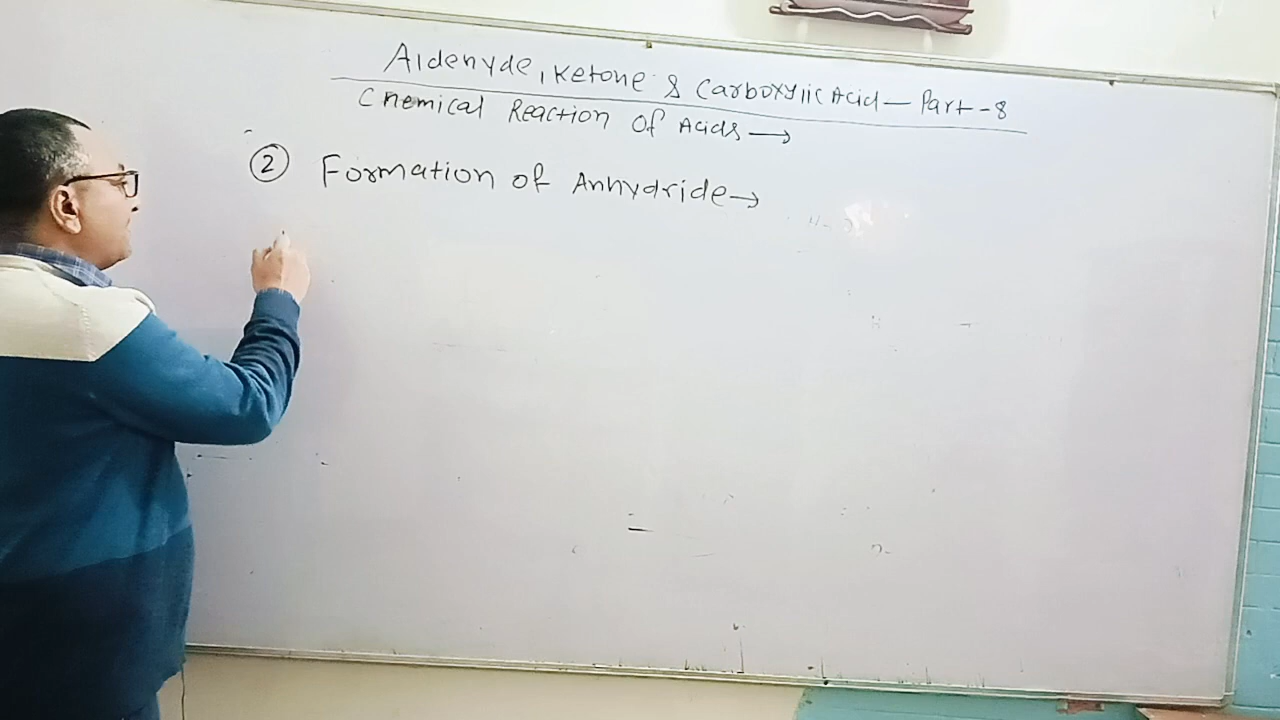 Aldehyde, Ketone & Carboxylic Acid — Part - 8
Chemical Reaction Of Acids →
② Formation of Anhydride →